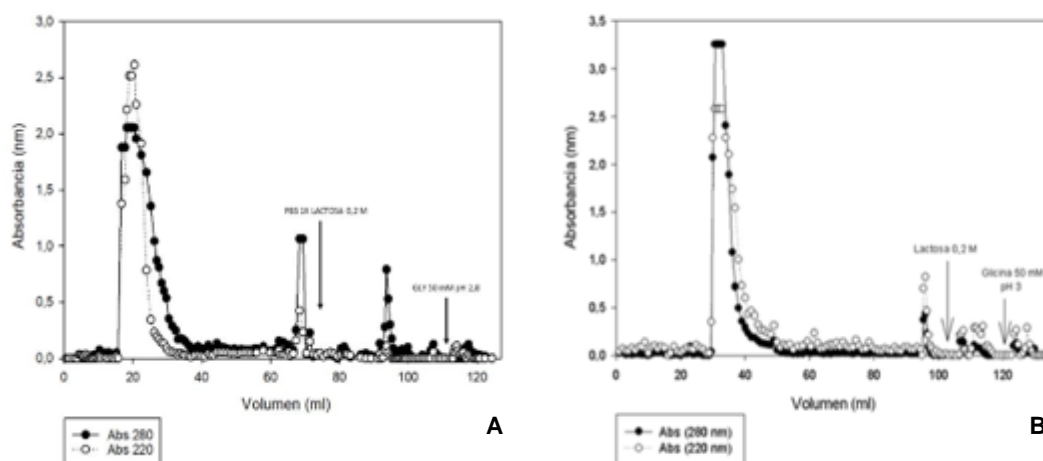 3,0
2,5
2,0
1,5
1,0
0,5
0,0
Absorbancia (nm)
PBS 1X LACTOSA 0,2 M
GLY 50 mM pH 2,8
0 20 40 60 80 100 120
Volumen (ml)
Abs 280
Abs 220
A
3,5
3,0
2,5
2,0
1,5
1,0
0,5
0,0
Absorbancia (nm)
Lactosa 0,2 M
Glicina 50 mM
pH 3
0 20 40 60 80 100 120
Volumen (ml)
Abs (280 nm)
Abs (220 nm)
B